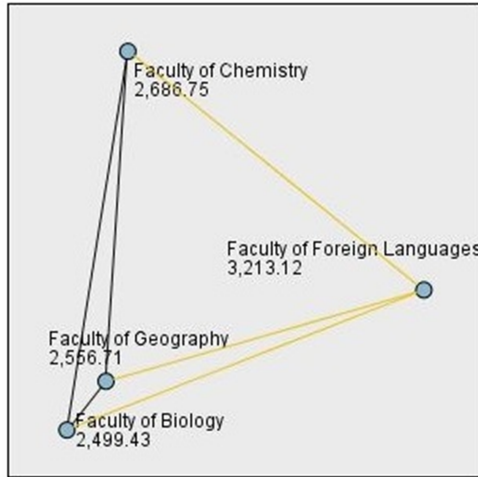 Faculty of Chemistry
2,686.75
Faculty of Foreign Languages
3,213.12
Faculty of Geography
2,556.71
Faculty of Biology
2,499.43